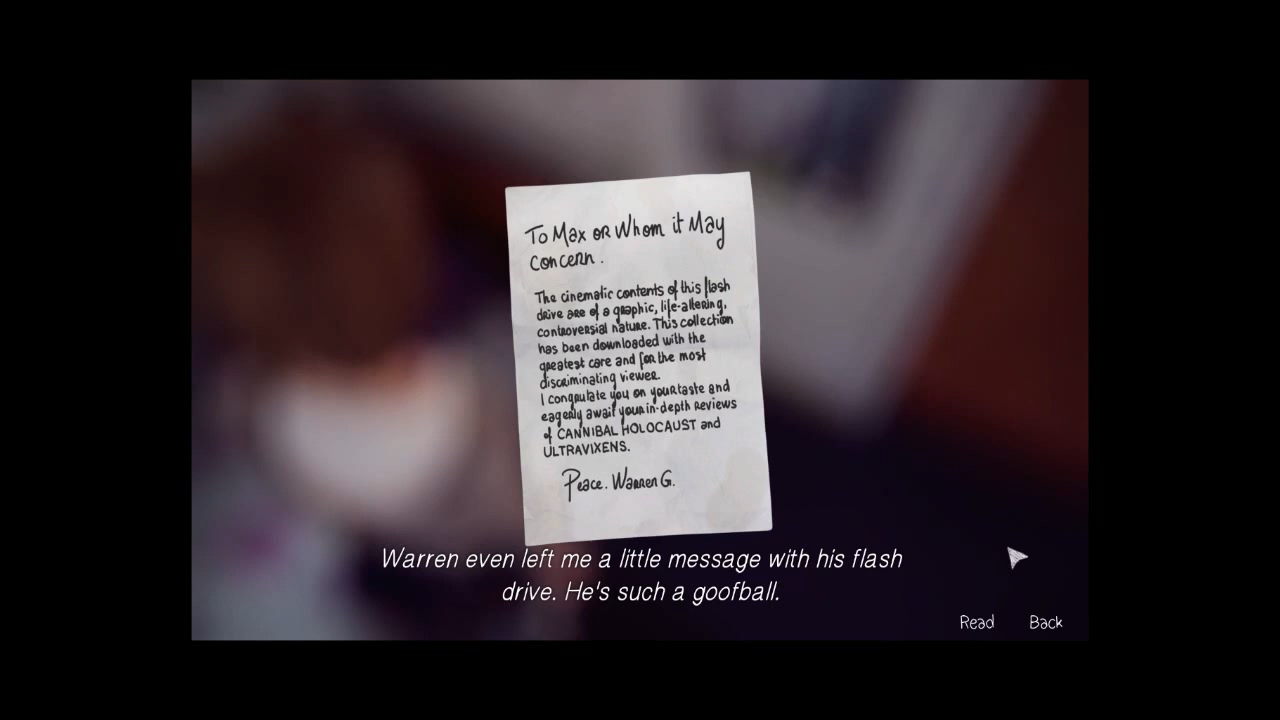 To Max or Whom it May
Concern.
The cinematic contents of this flash
drive are of a graphic, life-altering,
controversial nature. This collection
has been downloaded with the
greatest care and for the most
discriminating viewer.
I congrulate you on your taste and
eagerly await your in-depth reviews
of CANNIBAL HOLOCAUST and
ULTRAVIXENS.
Peace. Warren G.
Warren even left me a little message with his flash
drive. He's such a goofball.
Read Back